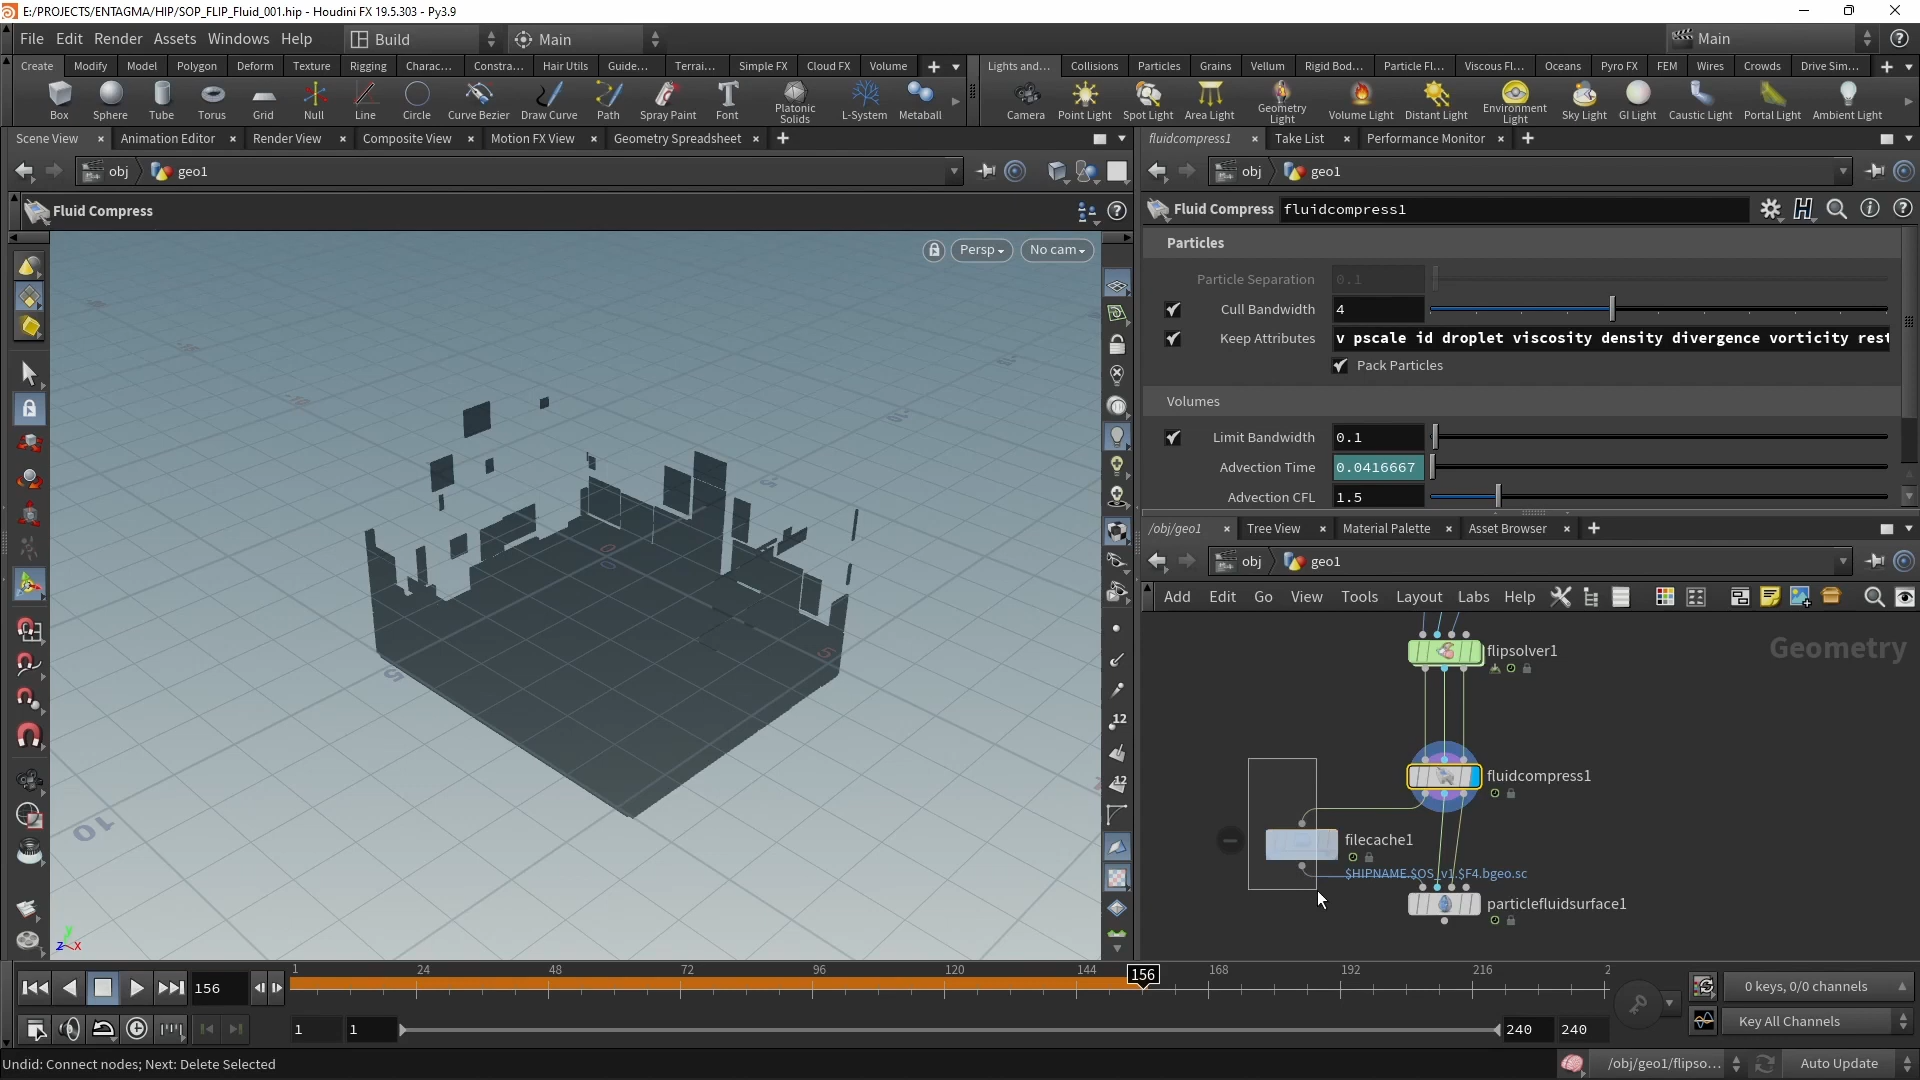 E:/PROJECTS/ENTAGMA/HIP/SOP_FLIP_Fluid_001.hip - Houdini FX 19.5.303 - Py3.9
File Edit Render Assets Windows Help Build Main Main
Create Modify Model Polygon Deform Texture Rigging Charac... Constra... Hair Utils Guide... Terrai... Simple FX Cloud FX Volume
Lights and... Collisions Particles Grains Vellum Rigid Bod... Particle Fl... Viscous Fl... Oceans Pyro FX FEM Wires Crowds Drive Sim...
Box Sphere Tube Torus Grid Null Line Circle Curve Bezier Draw Curve Path Spray Paint Font Platonic Solids L-System Metaball
Camera Point Light Spot Light Area Light Geometry Light Volume Light Distant Light Environment Light Sky Light GI Light Caustic Light Portal Light Ambient Light
Scene View Animation Editor Render View Composite View Motion FX View Geometry Spreadsheet
obj geo1
Fluid Compress
Persp No cam
0
5
5
10
12
12
z y x
fluidcompress1 Take List Performance Monitor
obj geo1
Fluid Compress fluidcompress1
Particles
Particle Separation 0.1
Cull Bandwidth 4
Keep Attributes v pscale id droplet viscosity density divergence vorticity rest
Pack Particles
Volumes
Limit Bandwidth 0.1
Advection Time 0.0416667
Advection CFL 1.5
/obj/geo1 Tree View Material Palette Asset Browser
obj geo1
Add Edit Go View Tools Layout Labs Help
Geometry
flipsolver1
fluidcompress1
filecache1
$HIPNAME.$OS_v1.$F4.bgeo.sc
particlefluidsurface1
1 24 48 72 96 120 144 156 168 192 216 2
156
1 1 240 240
0 keys, 0/0 channels
Key All Channels
Undid: Connect nodes; Next: Delete Selected
/obj/geo1/flipso... Auto Update